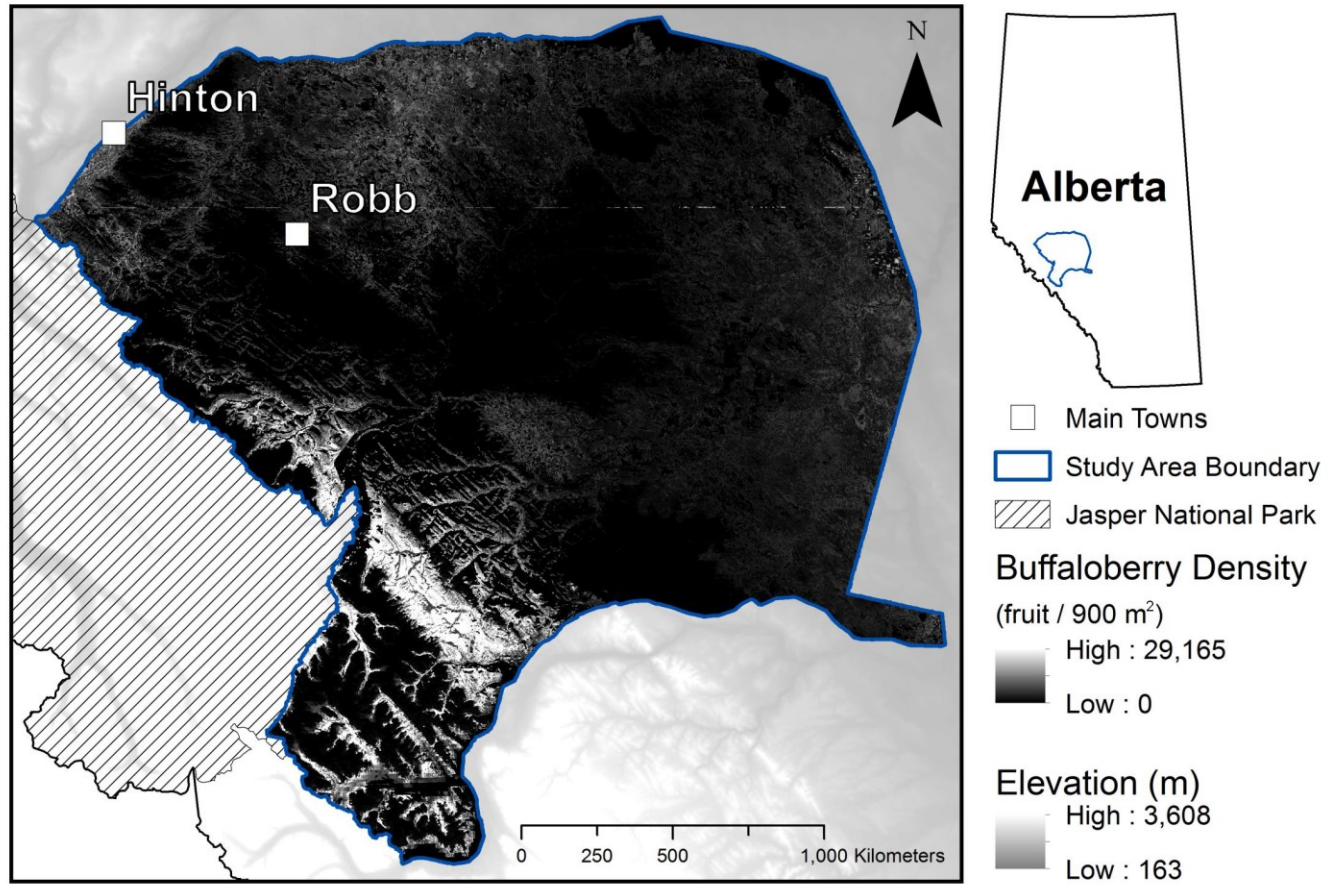 Hinton
Robb
N
0 250 500 1,000 Kilometers
Alberta
Main Towns
Study Area Boundary
Jasper National Park
Buffaloberry Density
(fruit / 900 m²)
High : 29,165
Low : 0
Elevation (m)
High : 3,608
Low : 163